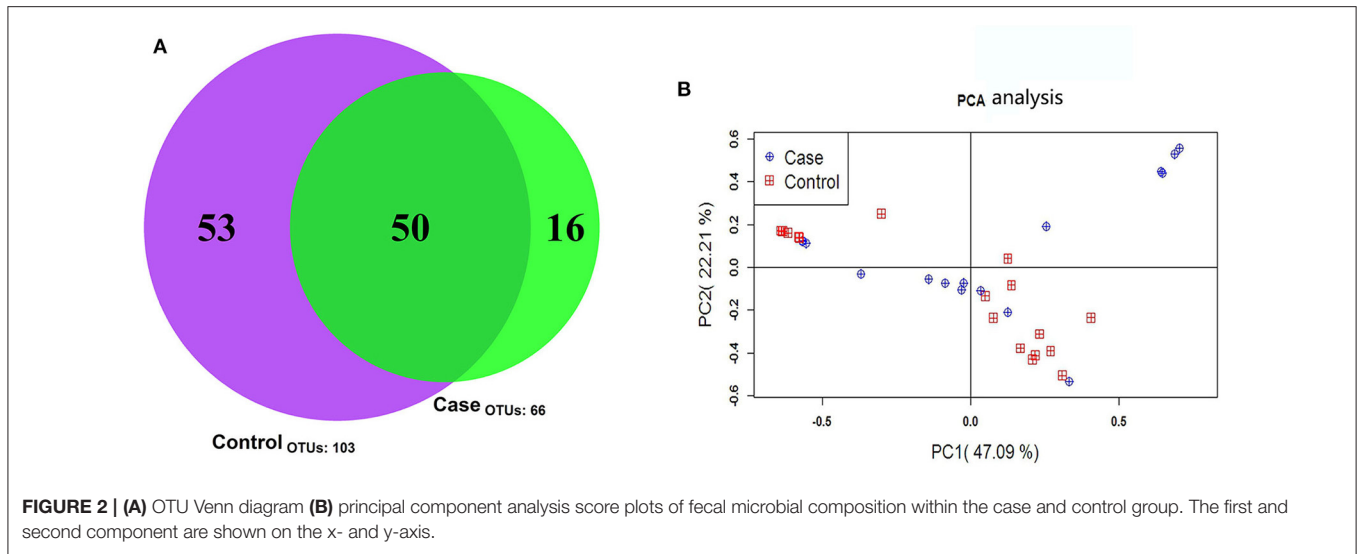 A
53
50
16
Case OTUs: 66
Control OTUs: 103
B
PCA analysis
Case
Control
PC2( 22.21 %)
0.6
0.4
0.2
0.0
-0.2
-0.4
-0.6
-0.5
0.0
0.5
PC1( 47.09 %)
FIGURE 2 | (A) OTU Venn diagram (B) principal component analysis score plots of fecal microbial composition within the case and control group. The first and
second component are shown on the x- and y-axis.